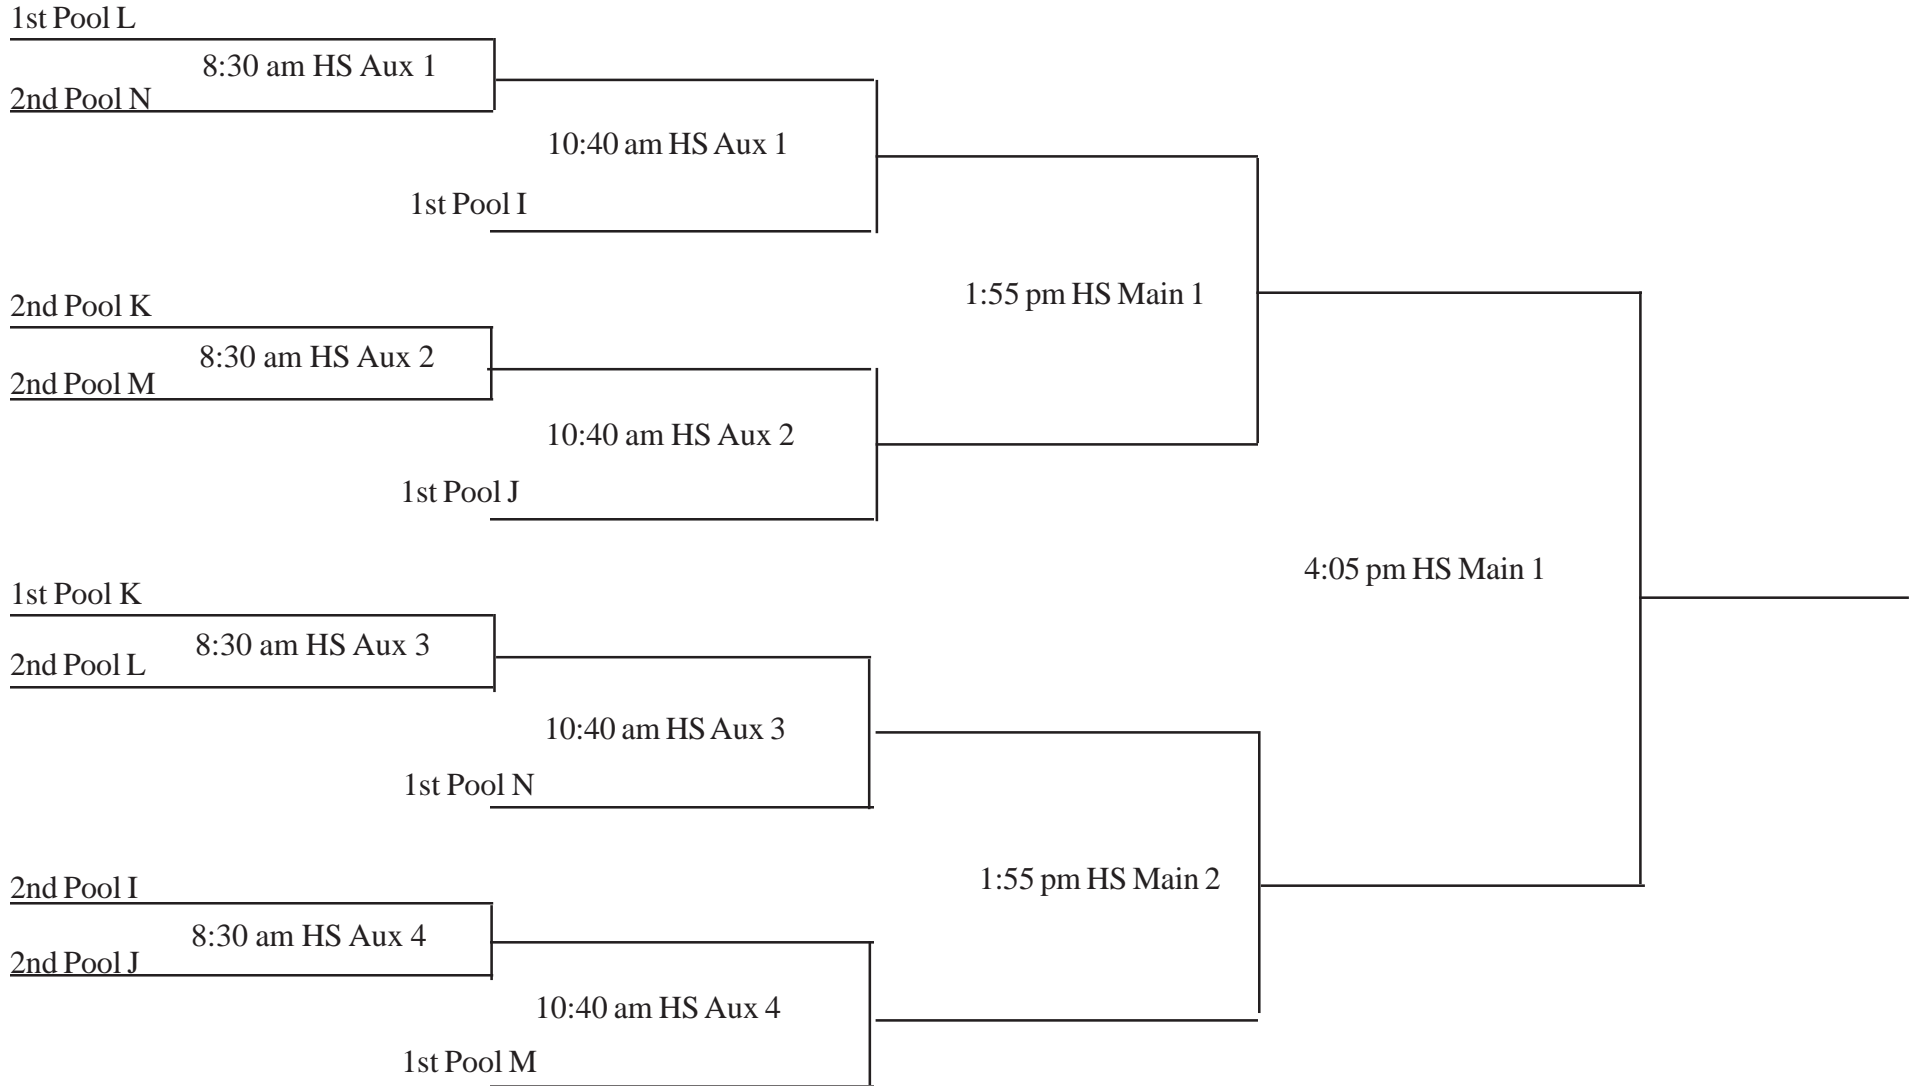 1st Pool L
8:30 am HS Aux 1
2nd Pool N
10:40 am HS Aux 1
1st Pool I
1:55 pm HS Main 1
2nd Pool K
8:30 am HS Aux 2
2nd Pool M
10:40 am HS Aux 2
1st Pool J
4:05 pm HS Main 1
1st Pool K
8:30 am HS Aux 3
2nd Pool L
10:40 am HS Aux 3
1st Pool N
1:55 pm HS Main 2
2nd Pool I
8:30 am HS Aux 4
2nd Pool J
10:40 am HS Aux 4
1st Pool M